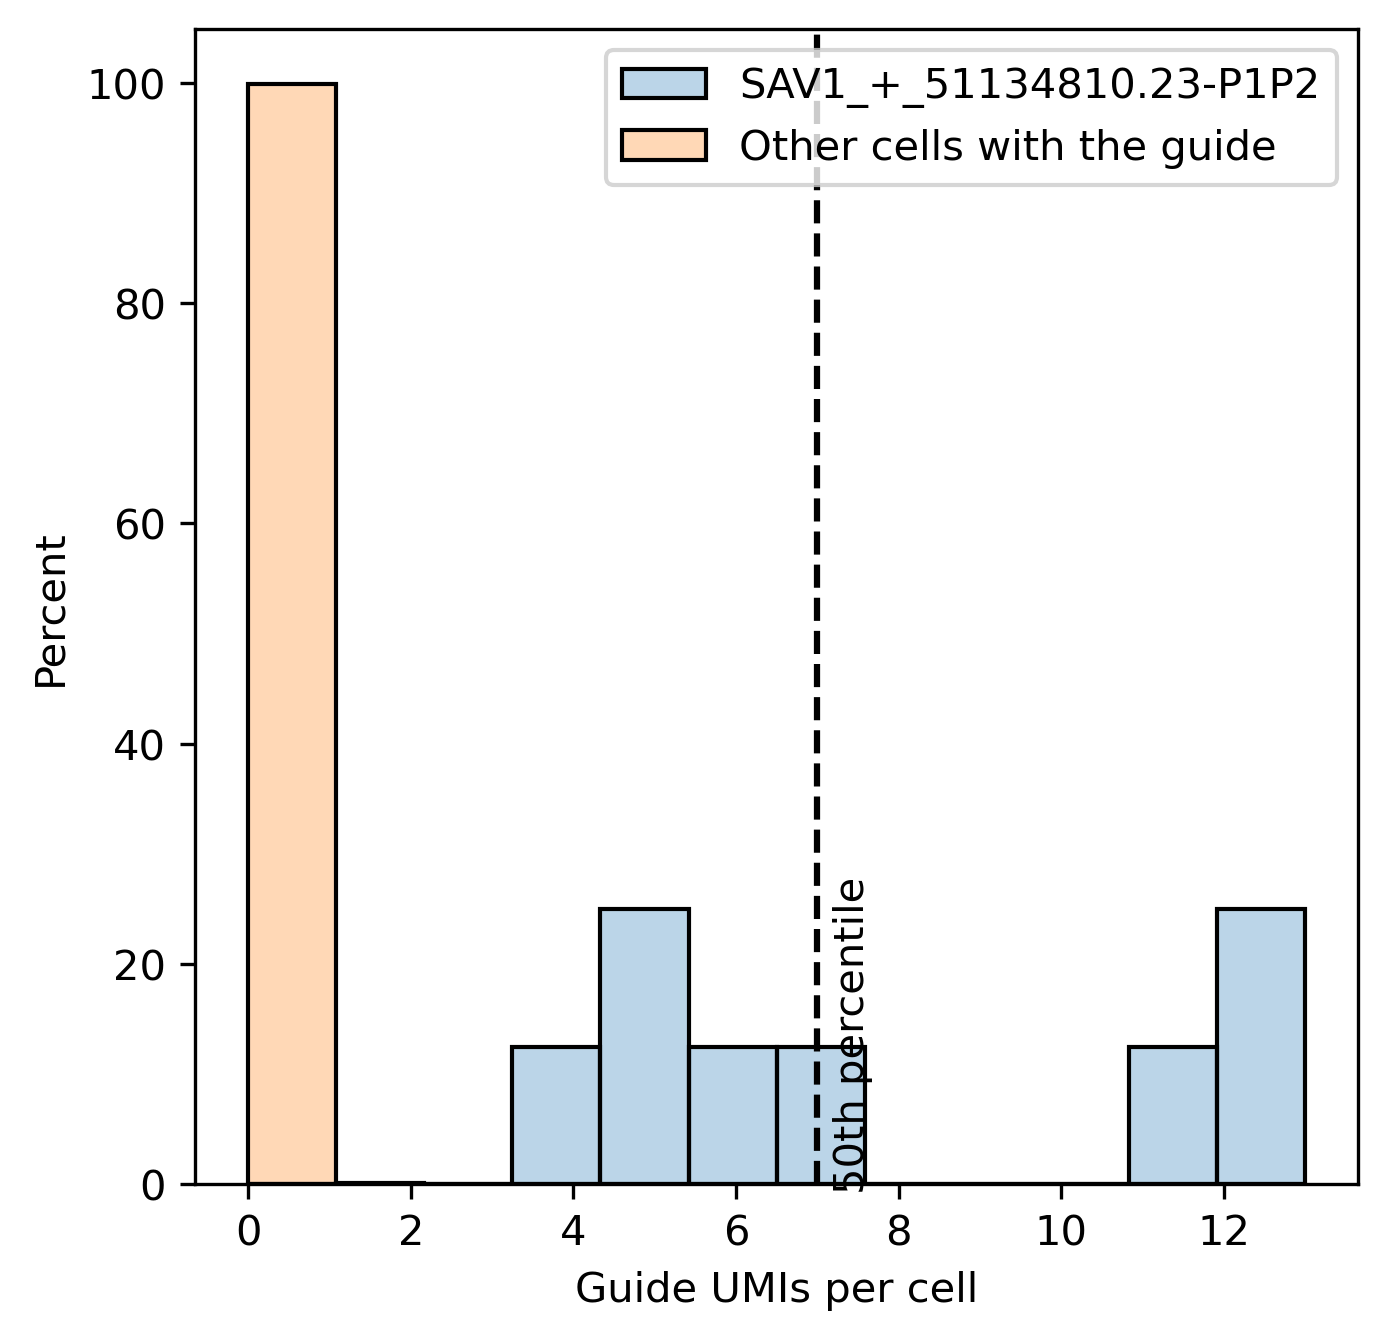 SAV1_+_51134810.23-P1P2
Other cells with the guide
100
80
60
40
20
0
Percent
50th percentile
0 2 4 6 8 10 12
Guide UMIs per cell